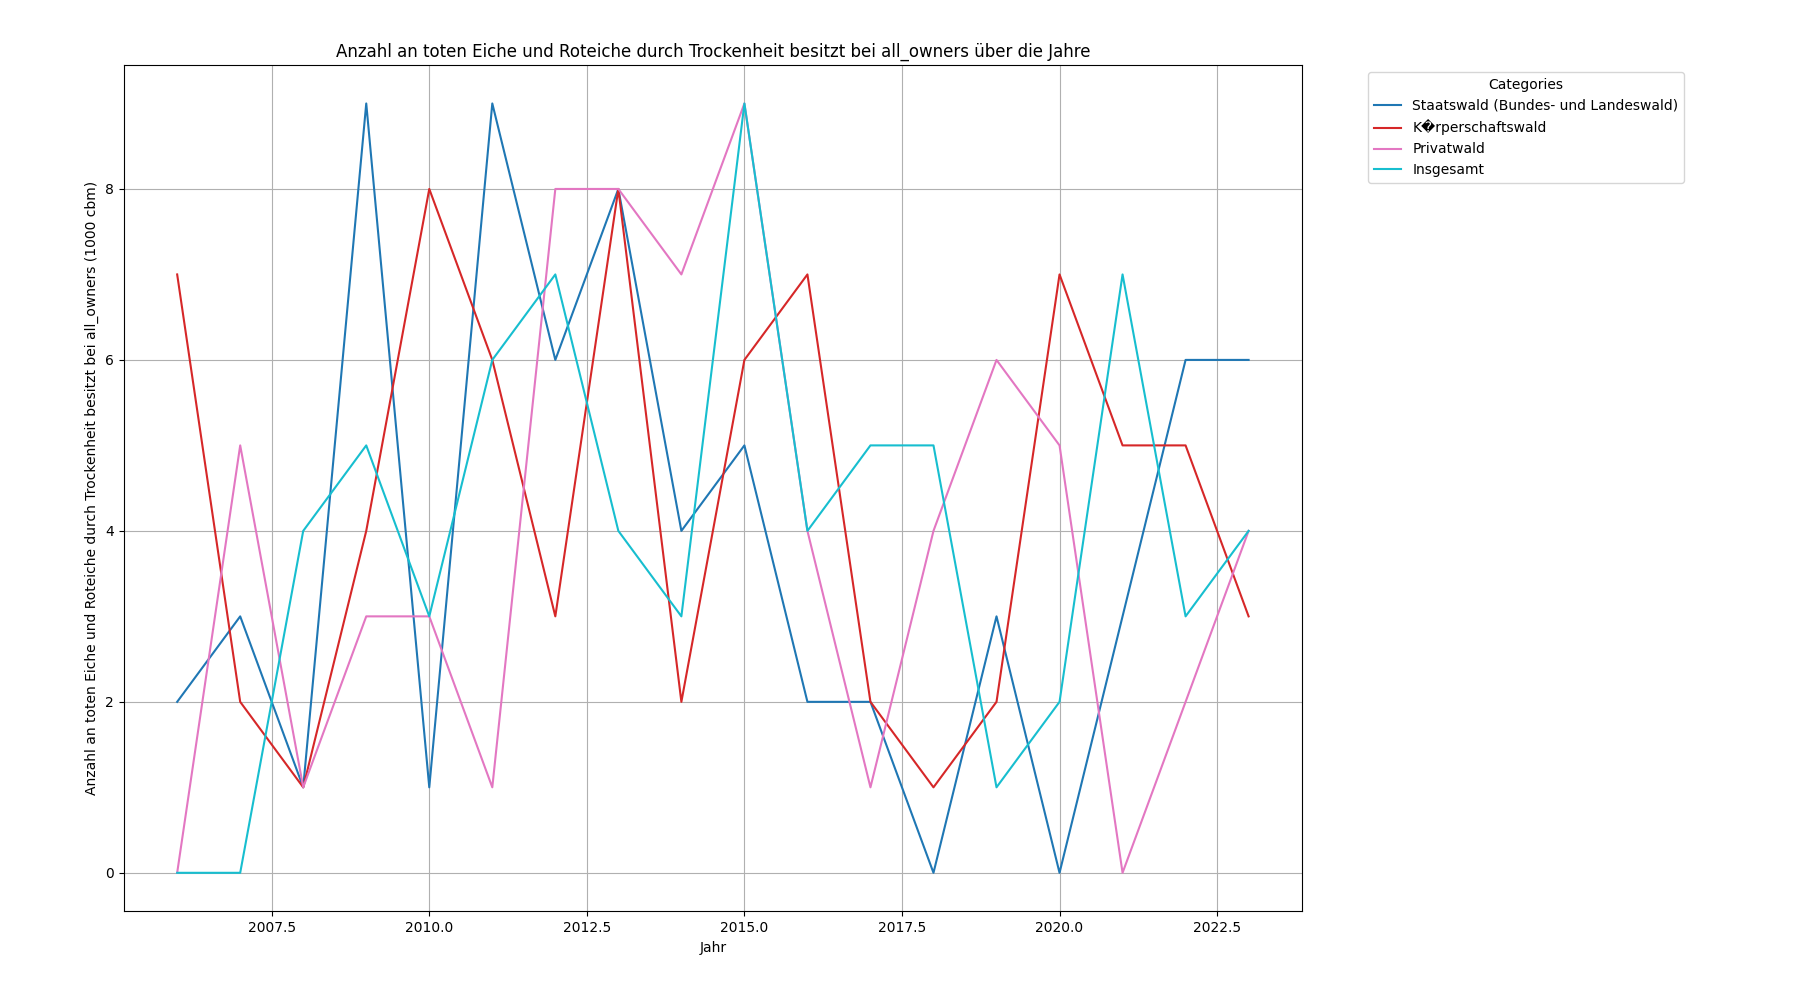 Anzahl an toten Eiche und Roteiche durch Trockenheit besitzt bei all_owners über die Jahre
Anzahl an toten Eiche und Roteiche durch Trockenheit besitzt bei all_owners (1000 cbm)
8
6
4
2
0
2007.5 2010.0 2012.5 2015.0 2017.5 2020.0 2022.5
Jahr
Categories
Staatswald (Bundes- und Landeswald)
K�rperschaftswald
Privatwald
Insgesamt